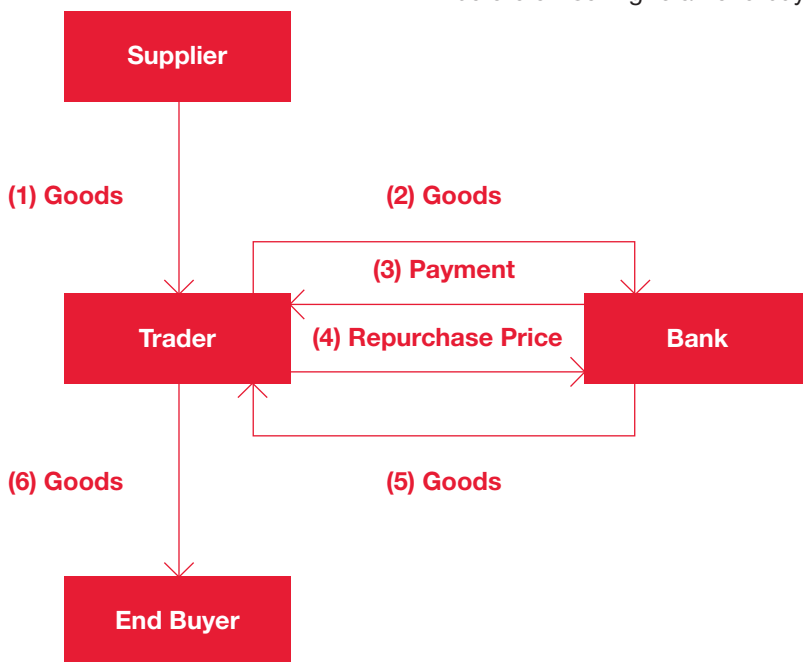 Supplier
(1) Goods
(2) Goods
(3) Payment
Trader
(4) Repurchase Price
Bank
(6) Goods
(5) Goods
End Buyer